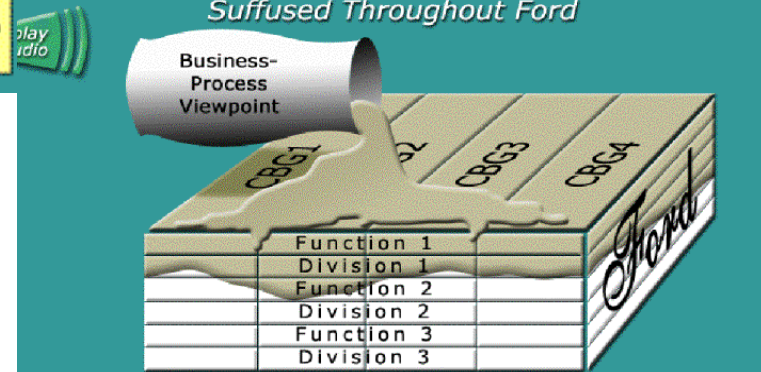 Suffused Throughout Ford
play
Business-
Process
Viewpoint
CBG1
CBG3
CBG4
Function 1
Division 1
Function 2
Division 2
Function 3
Division 3
Ford